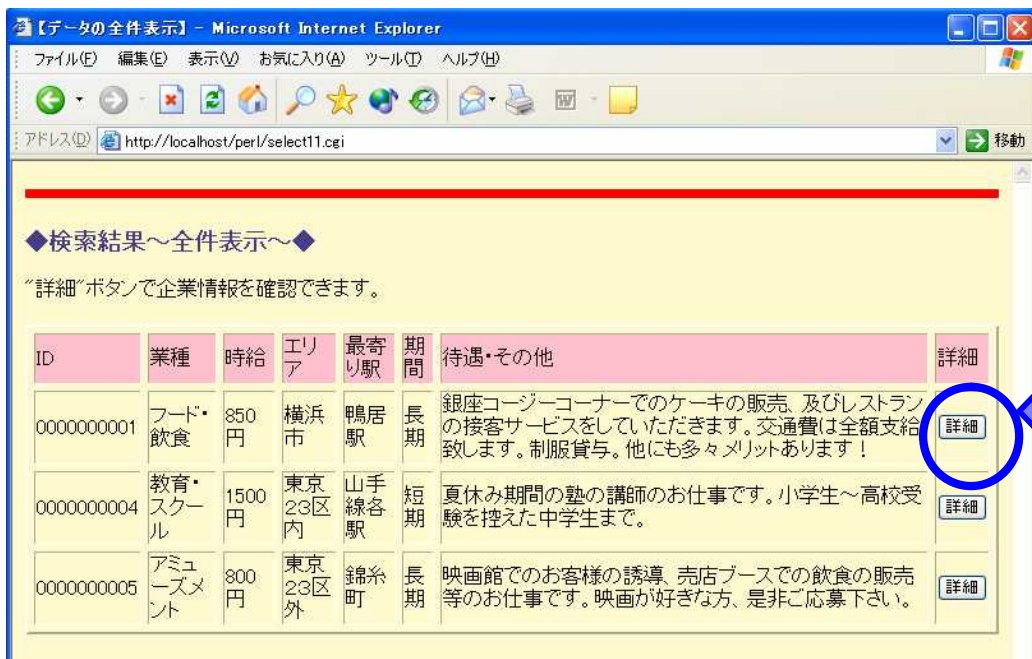 【データの全件表示】 - Microsoft Internet Explorer
ファイル(F) 編集(E) 表示(V) お気に入り(A) ツール(T) ヘルプ(H)
アドレス(D) http://localhost/perl/select11.cgi 移動
◆検索結果～全件表示～◆
″詳細″ボタンで企業情報を確認できます。
ID 業種 時給 エリア 最寄り駅 期間 待遇・その他 詳細
0000000001 フード・飲食 850円 横浜市 鴨居駅 長期 銀座コージーコーナーでのケーキの販売、及びレストランの接客サービスをしていただきます。交通費は全額支給致します。制服貸与。他にも多々メリットあります！ 詳細
0000000004 教育・スクール 1500円 東京23区内 山手線各駅 短期 夏休み期間の塾の講師のお仕事です。小学生～高校受験を控えた中学生まで。 詳細
0000000005 アミューズメント 800円 東京23区外 錦糸町 長期 映画館でのお客様の誘導、売店ブースでの飲食の販売等のお仕事です。映画が好きな方、是非ご応募下さい。 詳細